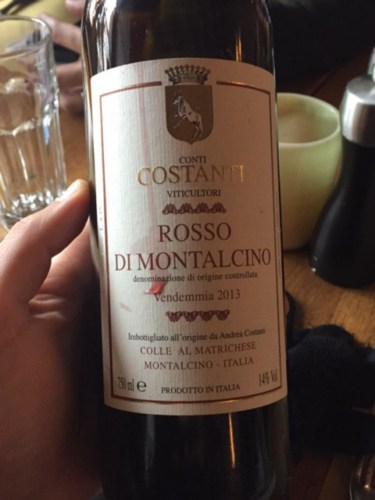 CONTI
COSTANTI
VITICULTORI
ROSSO
DI MONTALCINO
denominazione di origine controllata
Vendemmia 2013
Imbottigliato all'origine da Andrea Costanti
COLLE AL MATRICHESE
MONTALCINO - ITALIA
750 ml e
PRODOTTO IN ITALIA
14% Vol